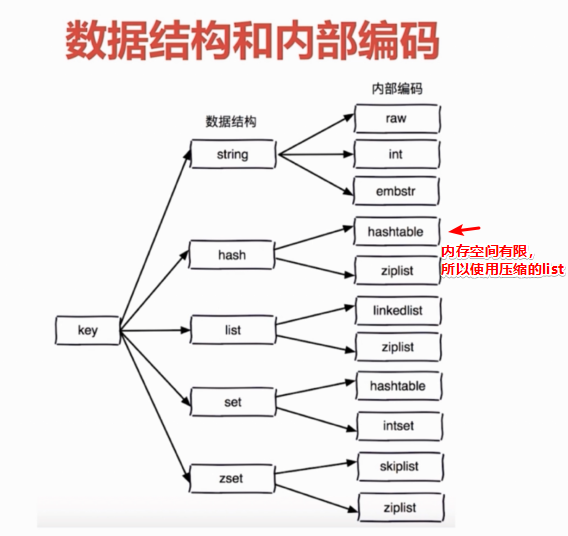 数据结构和内部编码
内部编码
数据结构
raw
string
int
embstr
hashtable
hash
内存空间有限，
所以使用压缩的list
ziplist
linkedlist
key
list
ziplist
hashtable
set
intset
skiplist
zset
ziplist